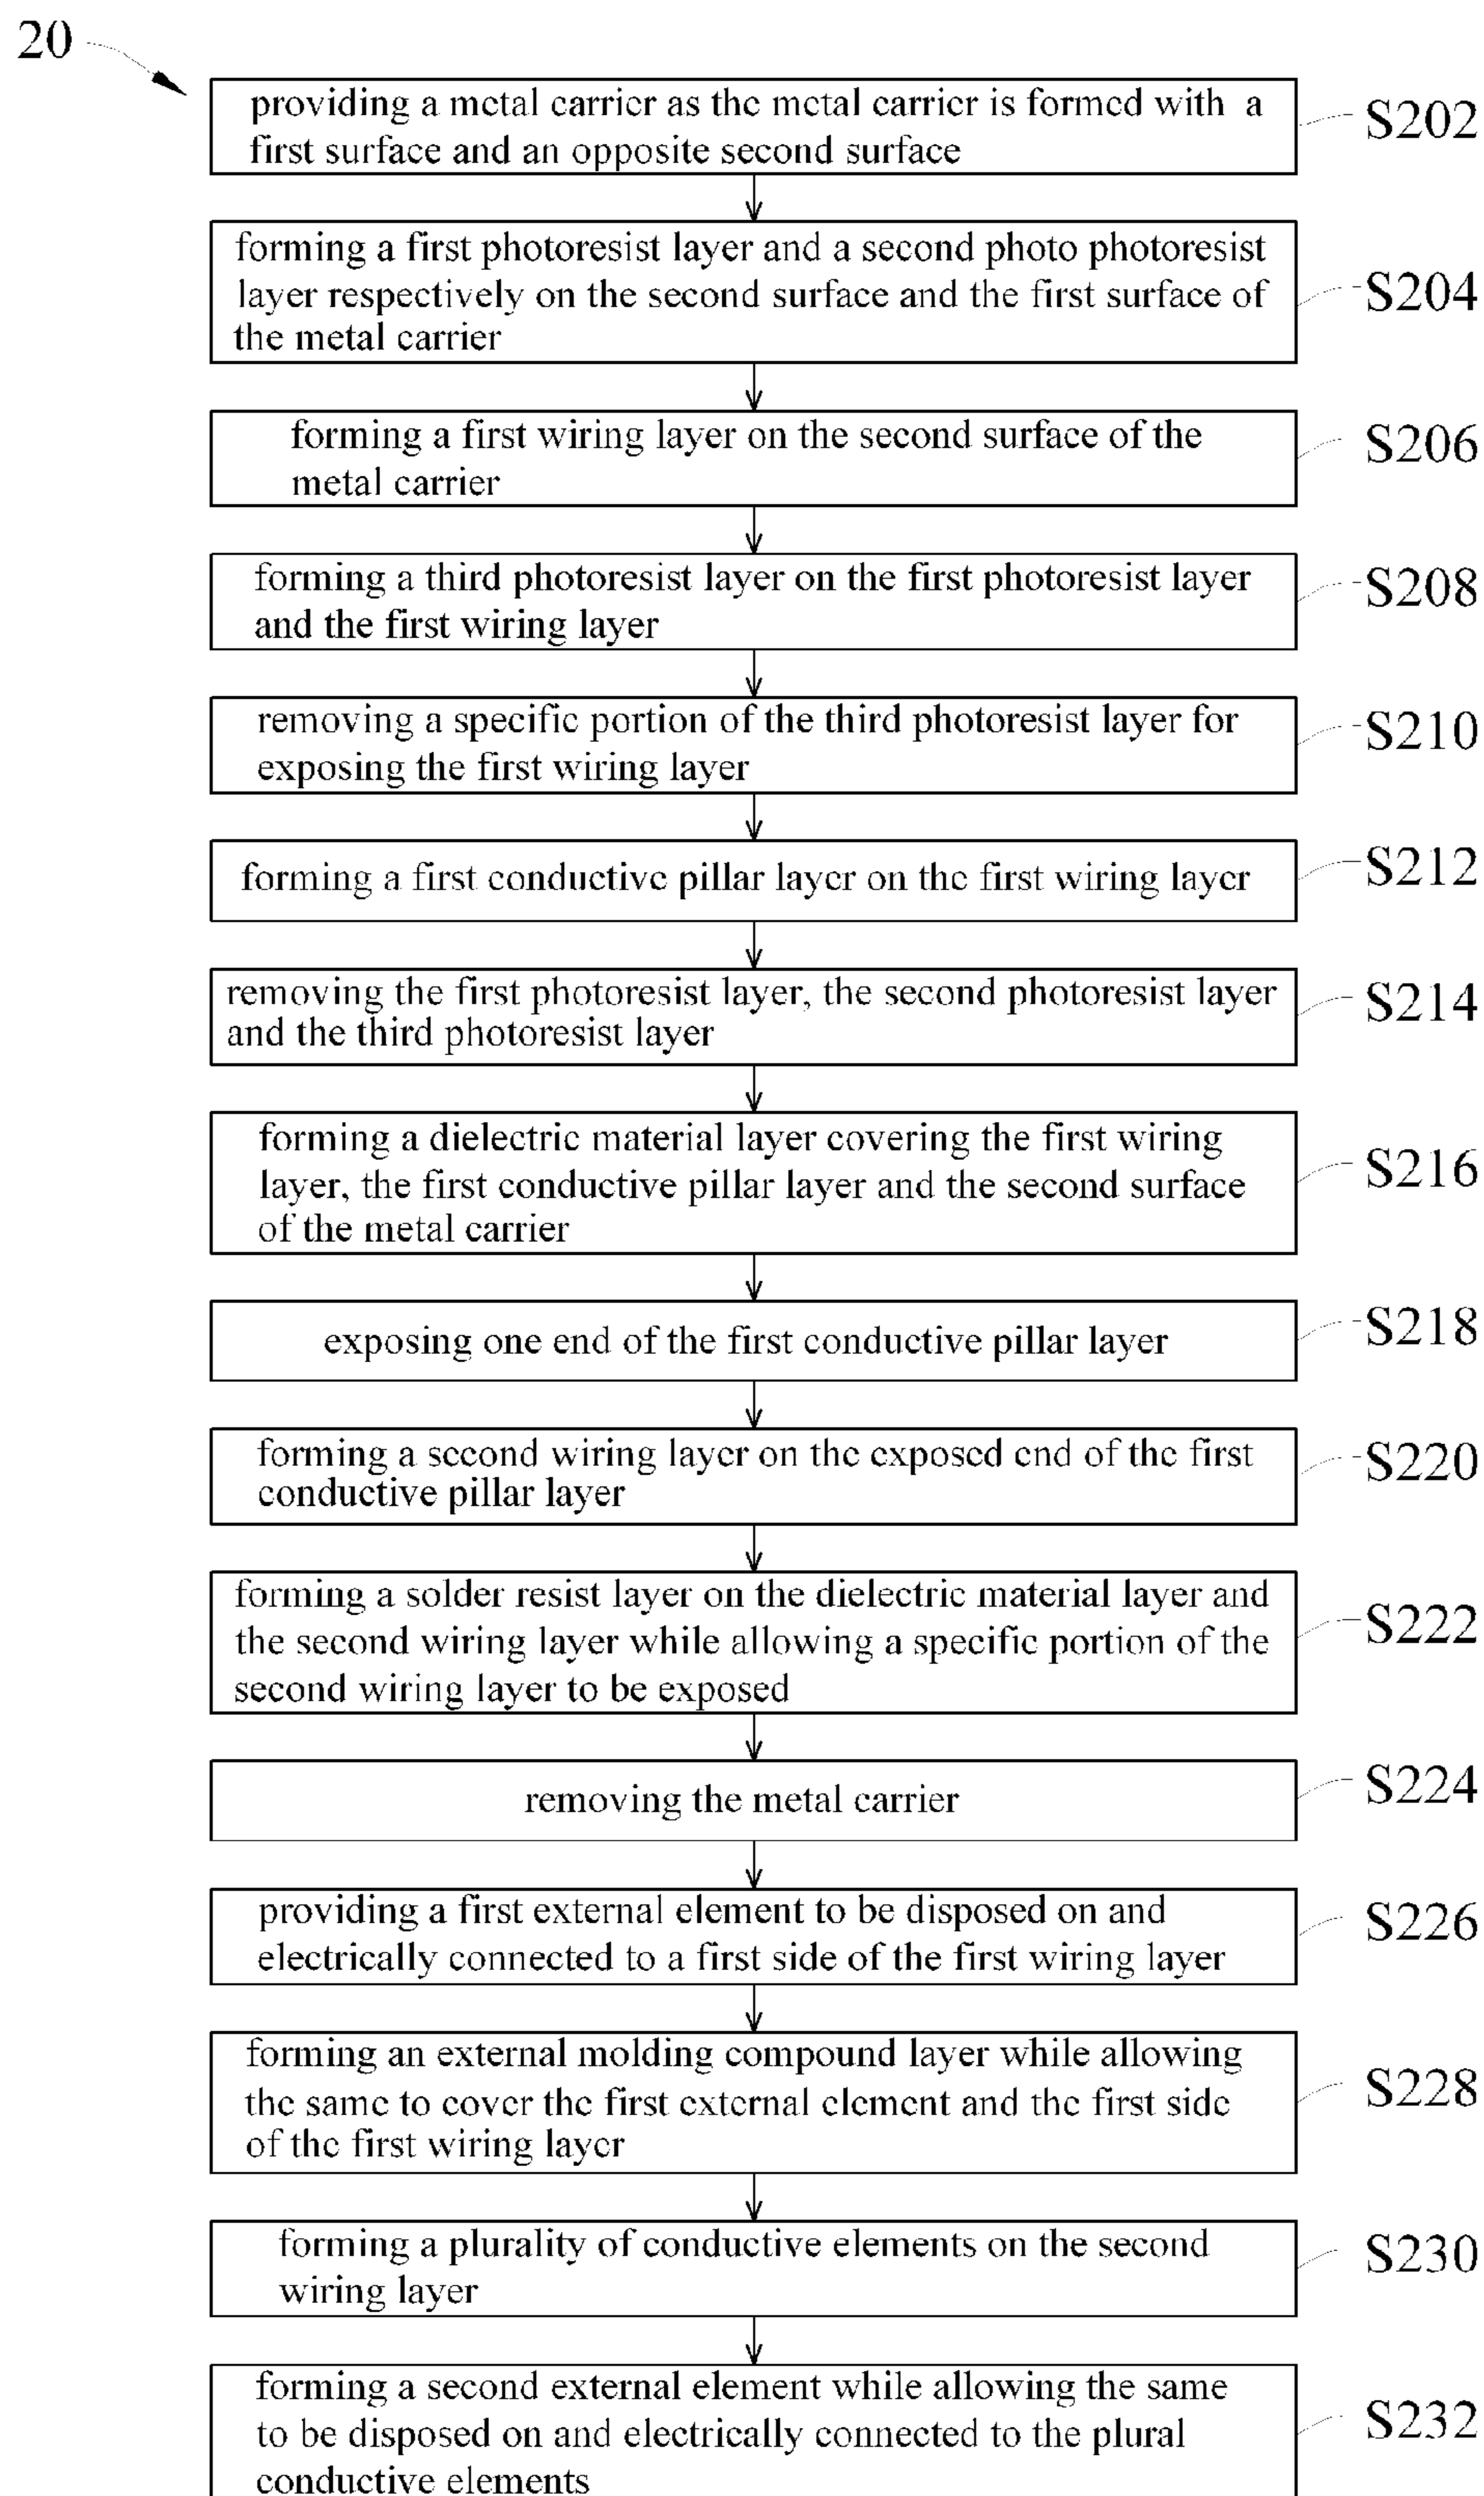 20
providing a metal carrier as the metal carrier is formed with a
first surface and an opposite second surface
S202
forming a first photoresist layer and a second photo photoresist
layer respectively on the second surface and the first surface of
the metal carrier
S204
forming a first wiring layer on the second surface of the
metal carrier
S206
forming a third photoresist layer on the first photoresist layer
and the first wiring layer
S208
removing a specific portion of the third photoresist layer for
exposing the first wiring layer
S210
forming a first conductive pillar layer on the first wiring layer
S212
removing the first photoresist layer, the second photoresist layer
and the third photoresist layer
S214
forming a dielectric material layer covering the first wiring
layer, the first conductive pillar layer and the second surface
of the metal carrier
S216
exposing one end of the first conductive pillar layer
S218
forming a second wiring layer on the exposed end of the first
conductive pillar layer
S220
forming a solder resist layer on the dielectric material layer and
the second wiring layer while allowing a specific portion of the
second wiring layer to be exposed
S222
removing the metal carrier
S224
providing a first external element to be disposed on and
electrically connected to a first side of the first wiring layer
S226
forming an external molding compound layer while allowing
the same to cover the first external element and the first side
of the first wiring layer
S228
forming a plurality of conductive elements on the second
wiring layer
S230
forming a second external element while allowing the same
to be disposed on and electrically connected to the plural
conductive elements
S232